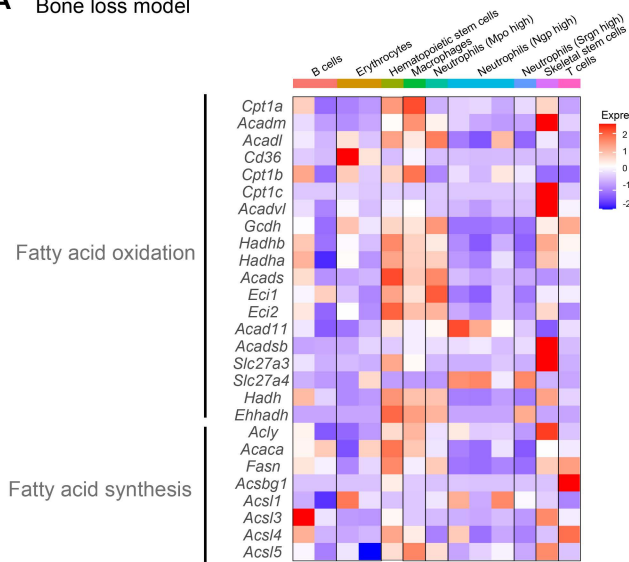 A Bone loss model
B cells
Erythrocytes
Hematopoietic stem cells
Macrophages
Neutrophils (Mpo high)
Neutrophils (Ngp high)
Neutrophils (Srgn high)
Skeletal stem cells
T cells
Expre
2
1
0
-1
-2
Fatty acid oxidation
Cpt1a
Acadm
Acadl
Cd36
Cpt1b
Cpt1c
Acadvl
Gcdh
Hadhb
Hadha
Acads
Eci1
Eci2
Acad11
Acadsb
Slc27a3
Slc27a4
Hadh
Ehhadh
Fatty acid synthesis
Acly
Acaca
Fasn
Acsbg1
Acsl1
Acsl3
Acsl4
Acsl5